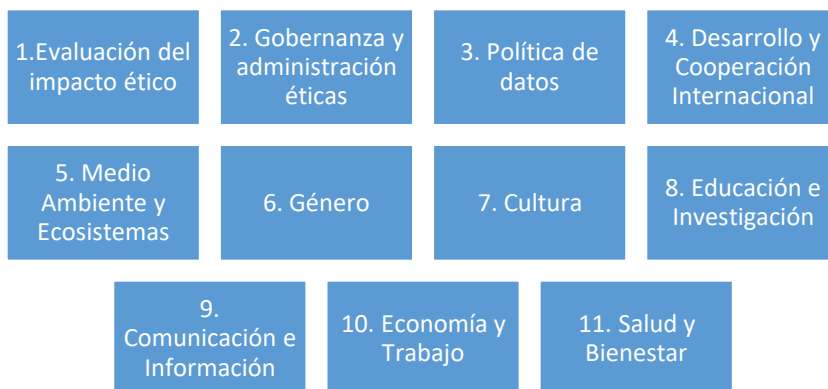 1.Evaluación del
impacto ético
2. Gobernanza y
administración
éticas
3. Política de
datos
4. Desarrollo y
Cooperación
Internacional
5. Medio
Ambiente y
Ecosistemas
6. Género
7. Cultura
8. Educación e
Investigación
9.
Comunicación e
Información
10. Economía y
Trabajo
11. Salud y
Bienestar